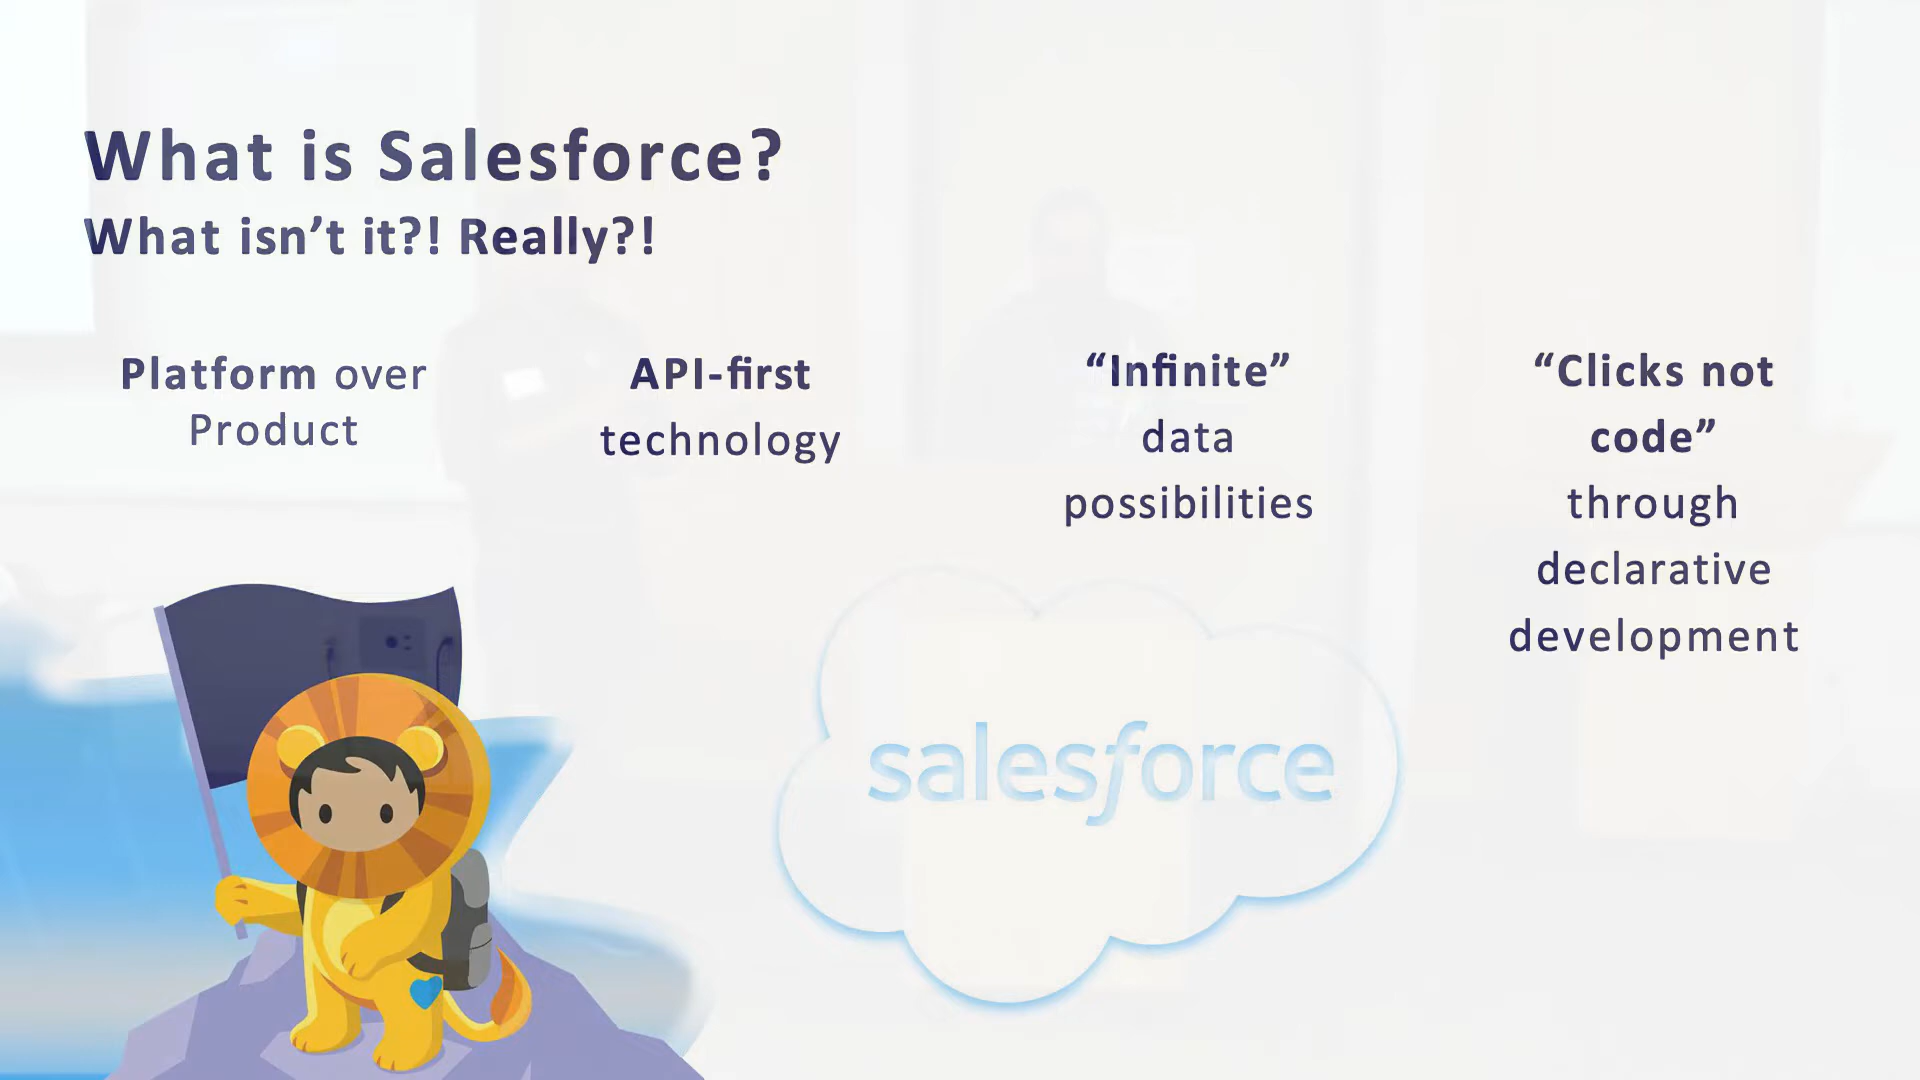 What is Salesforce?
What isn’t it?! Really?!
Platform over
Product
API-first
technology
“Infinite”
data
possibilities
“Clicks not
code”
through
declarative
development
salesforce